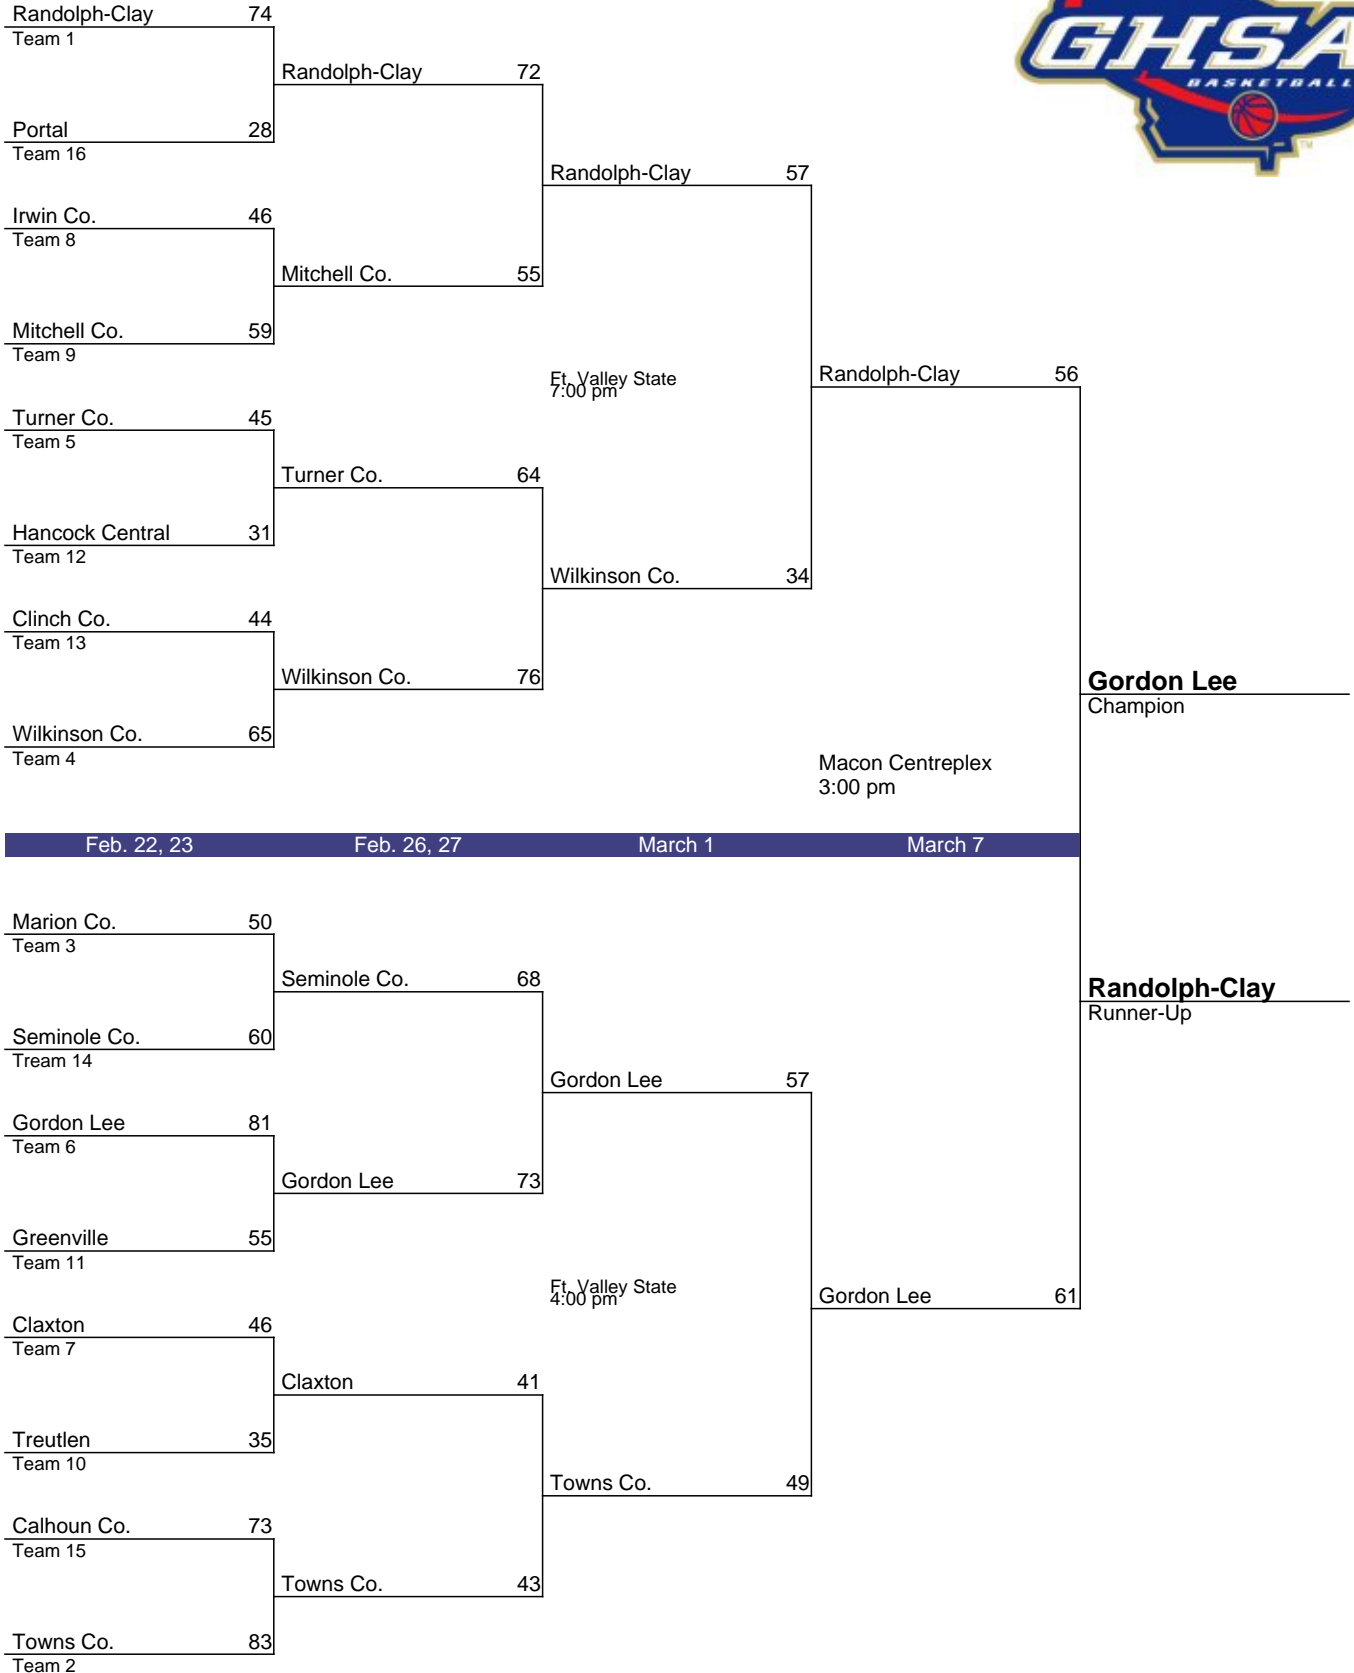 Randolph-Clay 74
Team 1
Randolph-Clay 72
Portal 28
Team 16
Randolph-Clay 57
Irwin Co. 46
Team 8
Mitchell Co. 55
Mitchell Co. 59
Team 9
Ft. Valley State
7:00 pm
Randolph-Clay 56
Turner Co. 45
Team 5
Turner Co. 64
Hancock Central 31
Team 12
Wilkinson Co. 34
Clinch Co. 44
Team 13
Wilkinson Co. 76
Gordon Lee
Champion
Wilkinson Co. 65
Team 4
Macon Centreplex
3:00 pm
Feb. 22, 23 Feb. 26, 27 March 1 March 7
Marion Co. 50
Team 3
Seminole Co. 68
Randolph-Clay
Runner-Up
Seminole Co. 60
Tream 14
Gordon Lee 57
Gordon Lee 81
Team 6
Gordon Lee 73
Greenville 55
Team 11
Ft. Valley State
4:00 pm
Gordon Lee 61
Claxton 46
Team 7
Claxton 41
Treutlen 35
Team 10
Towns Co. 49
Calhoun Co. 73
Team 15
Towns Co. 43
Towns Co. 83
Team 2
GHSA
BASKETBALL
TM